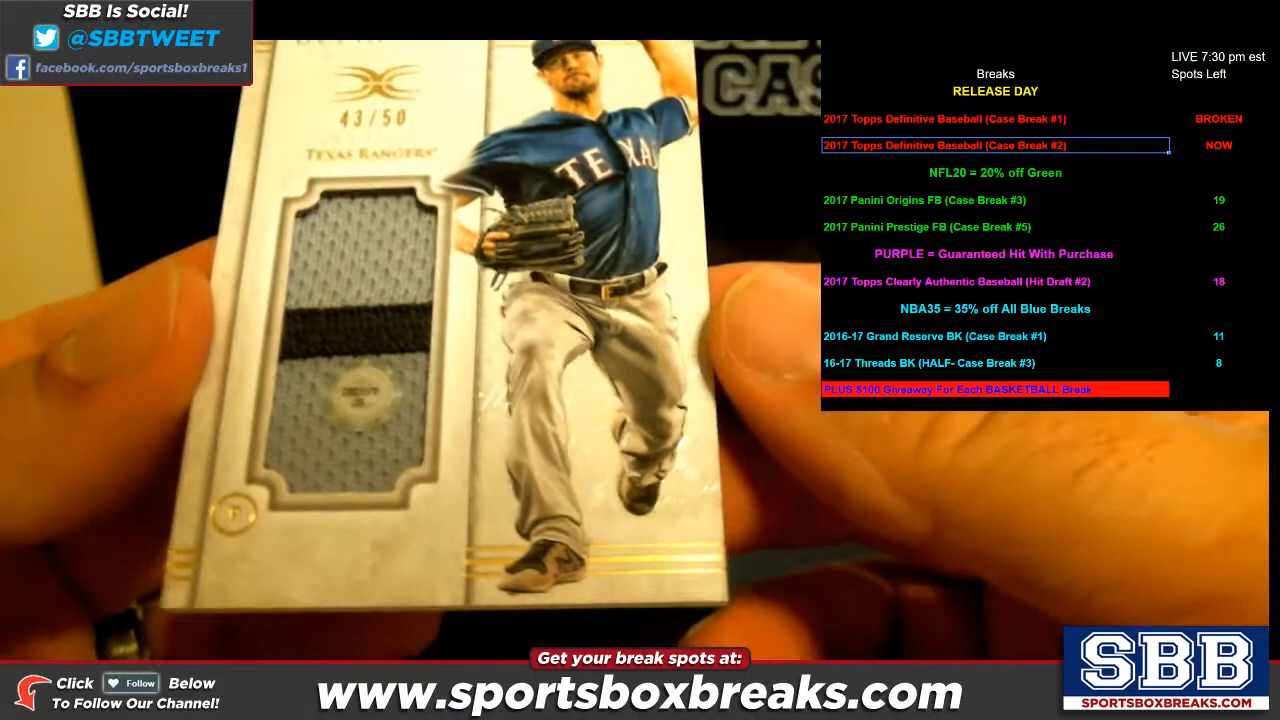 SBB Is Social!
@SBBTWEET
facebook.com/sportsboxbreaks1
43/50
TEXAS RANGERS
TEXAS
P
CAS
LIVE 7:30 pm est
Breaks
Spots Left
RELEASE DAY
2017 Topps Definitive Baseball (Case Break #1) BROKEN
2017 Topps Definitive Baseball (Case Break #2) NOW
NFL20 = 20% off Green
2017 Panini Origins FB (Case Break #3) 19
2017 Panini Prestige FB (Case Break #5) 26
PURPLE = Guaranteed Hit With Purchase
2017 Topps Clearly Authentic Baseball (Hit Draft #2) 18
NBA35 = 35% off All Blue Breaks
2016-17 Grand Reserve BK (Case Break #1) 11
16-17 Threads BK (HALF- Case Break #3) 8
PLUS $100 Giveaway For Each BASKETBALL Break
Get your break spots at:
www.sportsboxbreaks.com
Click Follow Below
To Follow Our Channel!
SBB
SPORTSBOXBREAKS.COM